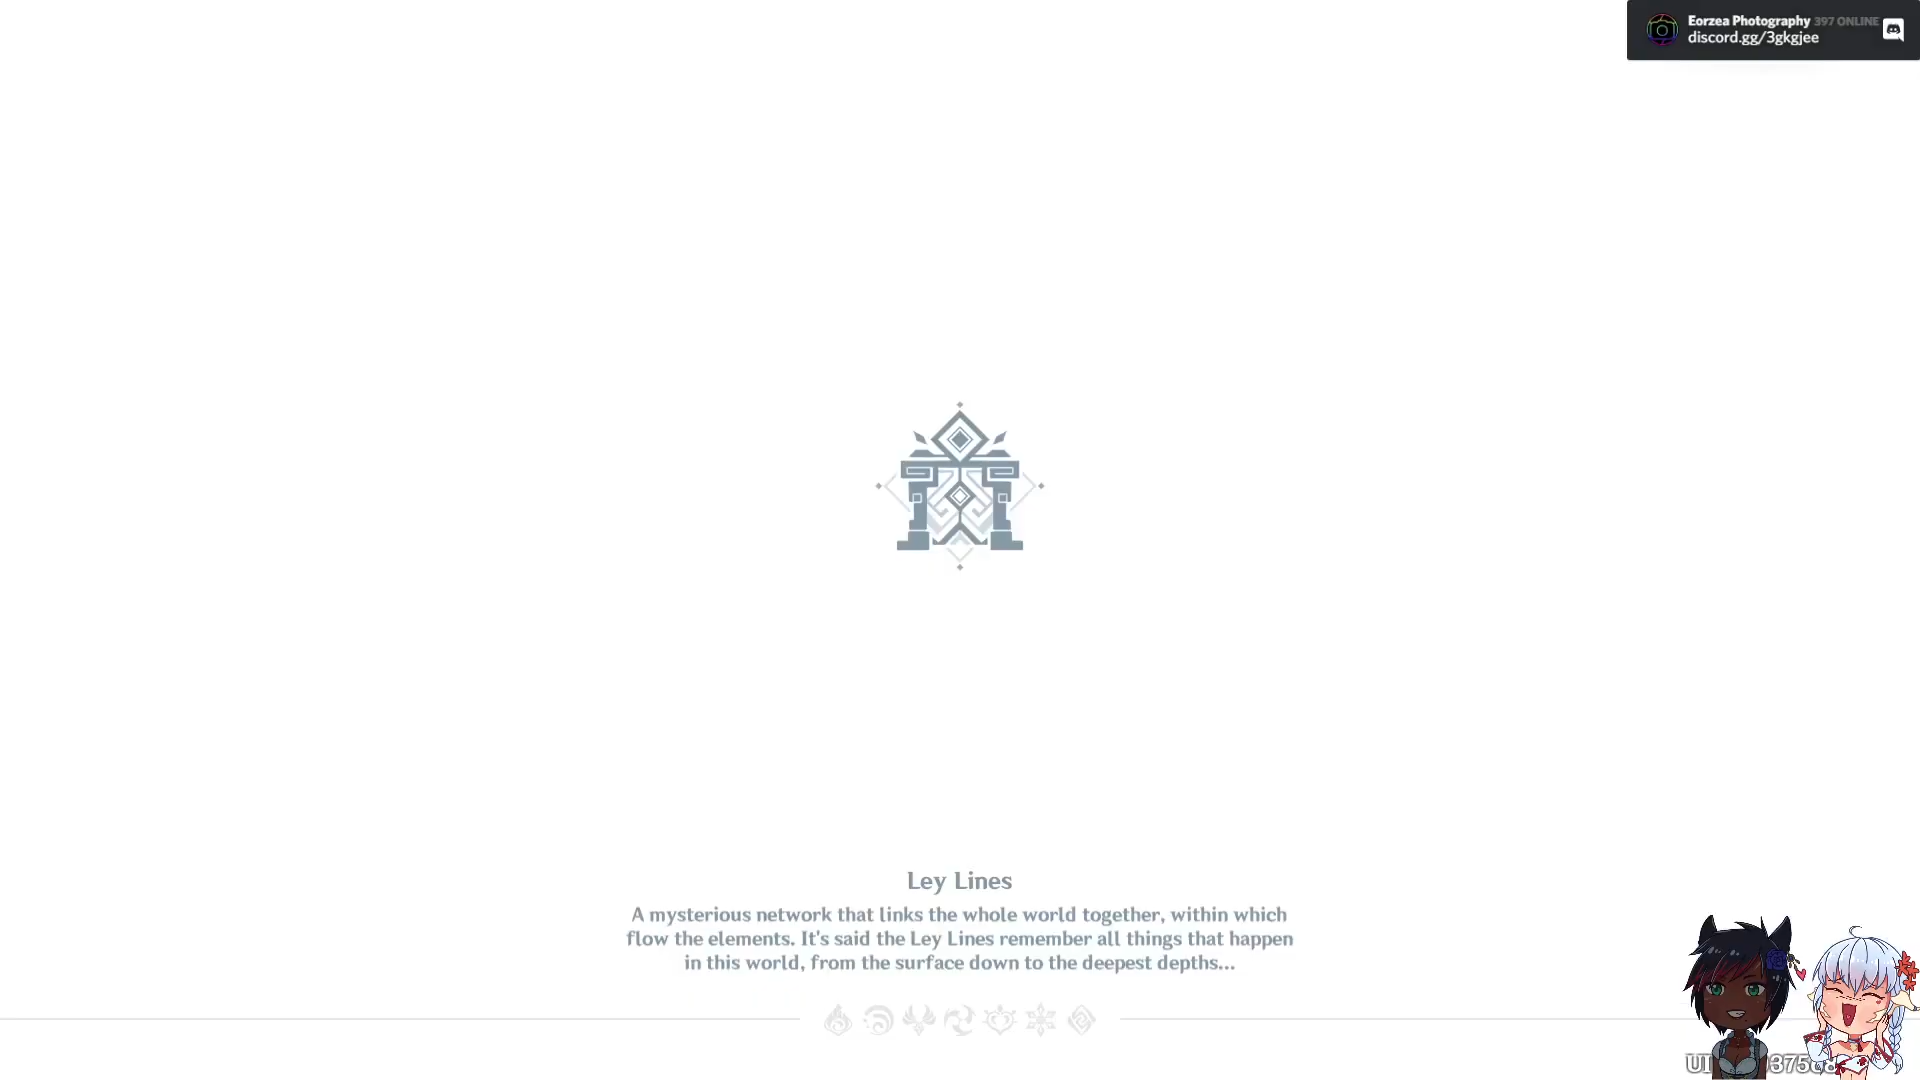 Eorzea Photography 397 ONLINE
discord.gg/3gkgjee
Ley Lines
A mysterious network that links the whole world together, within which
flow the elements. It's said the Ley Lines remember all things that happen
in this world, from the surface down to the deepest depths...